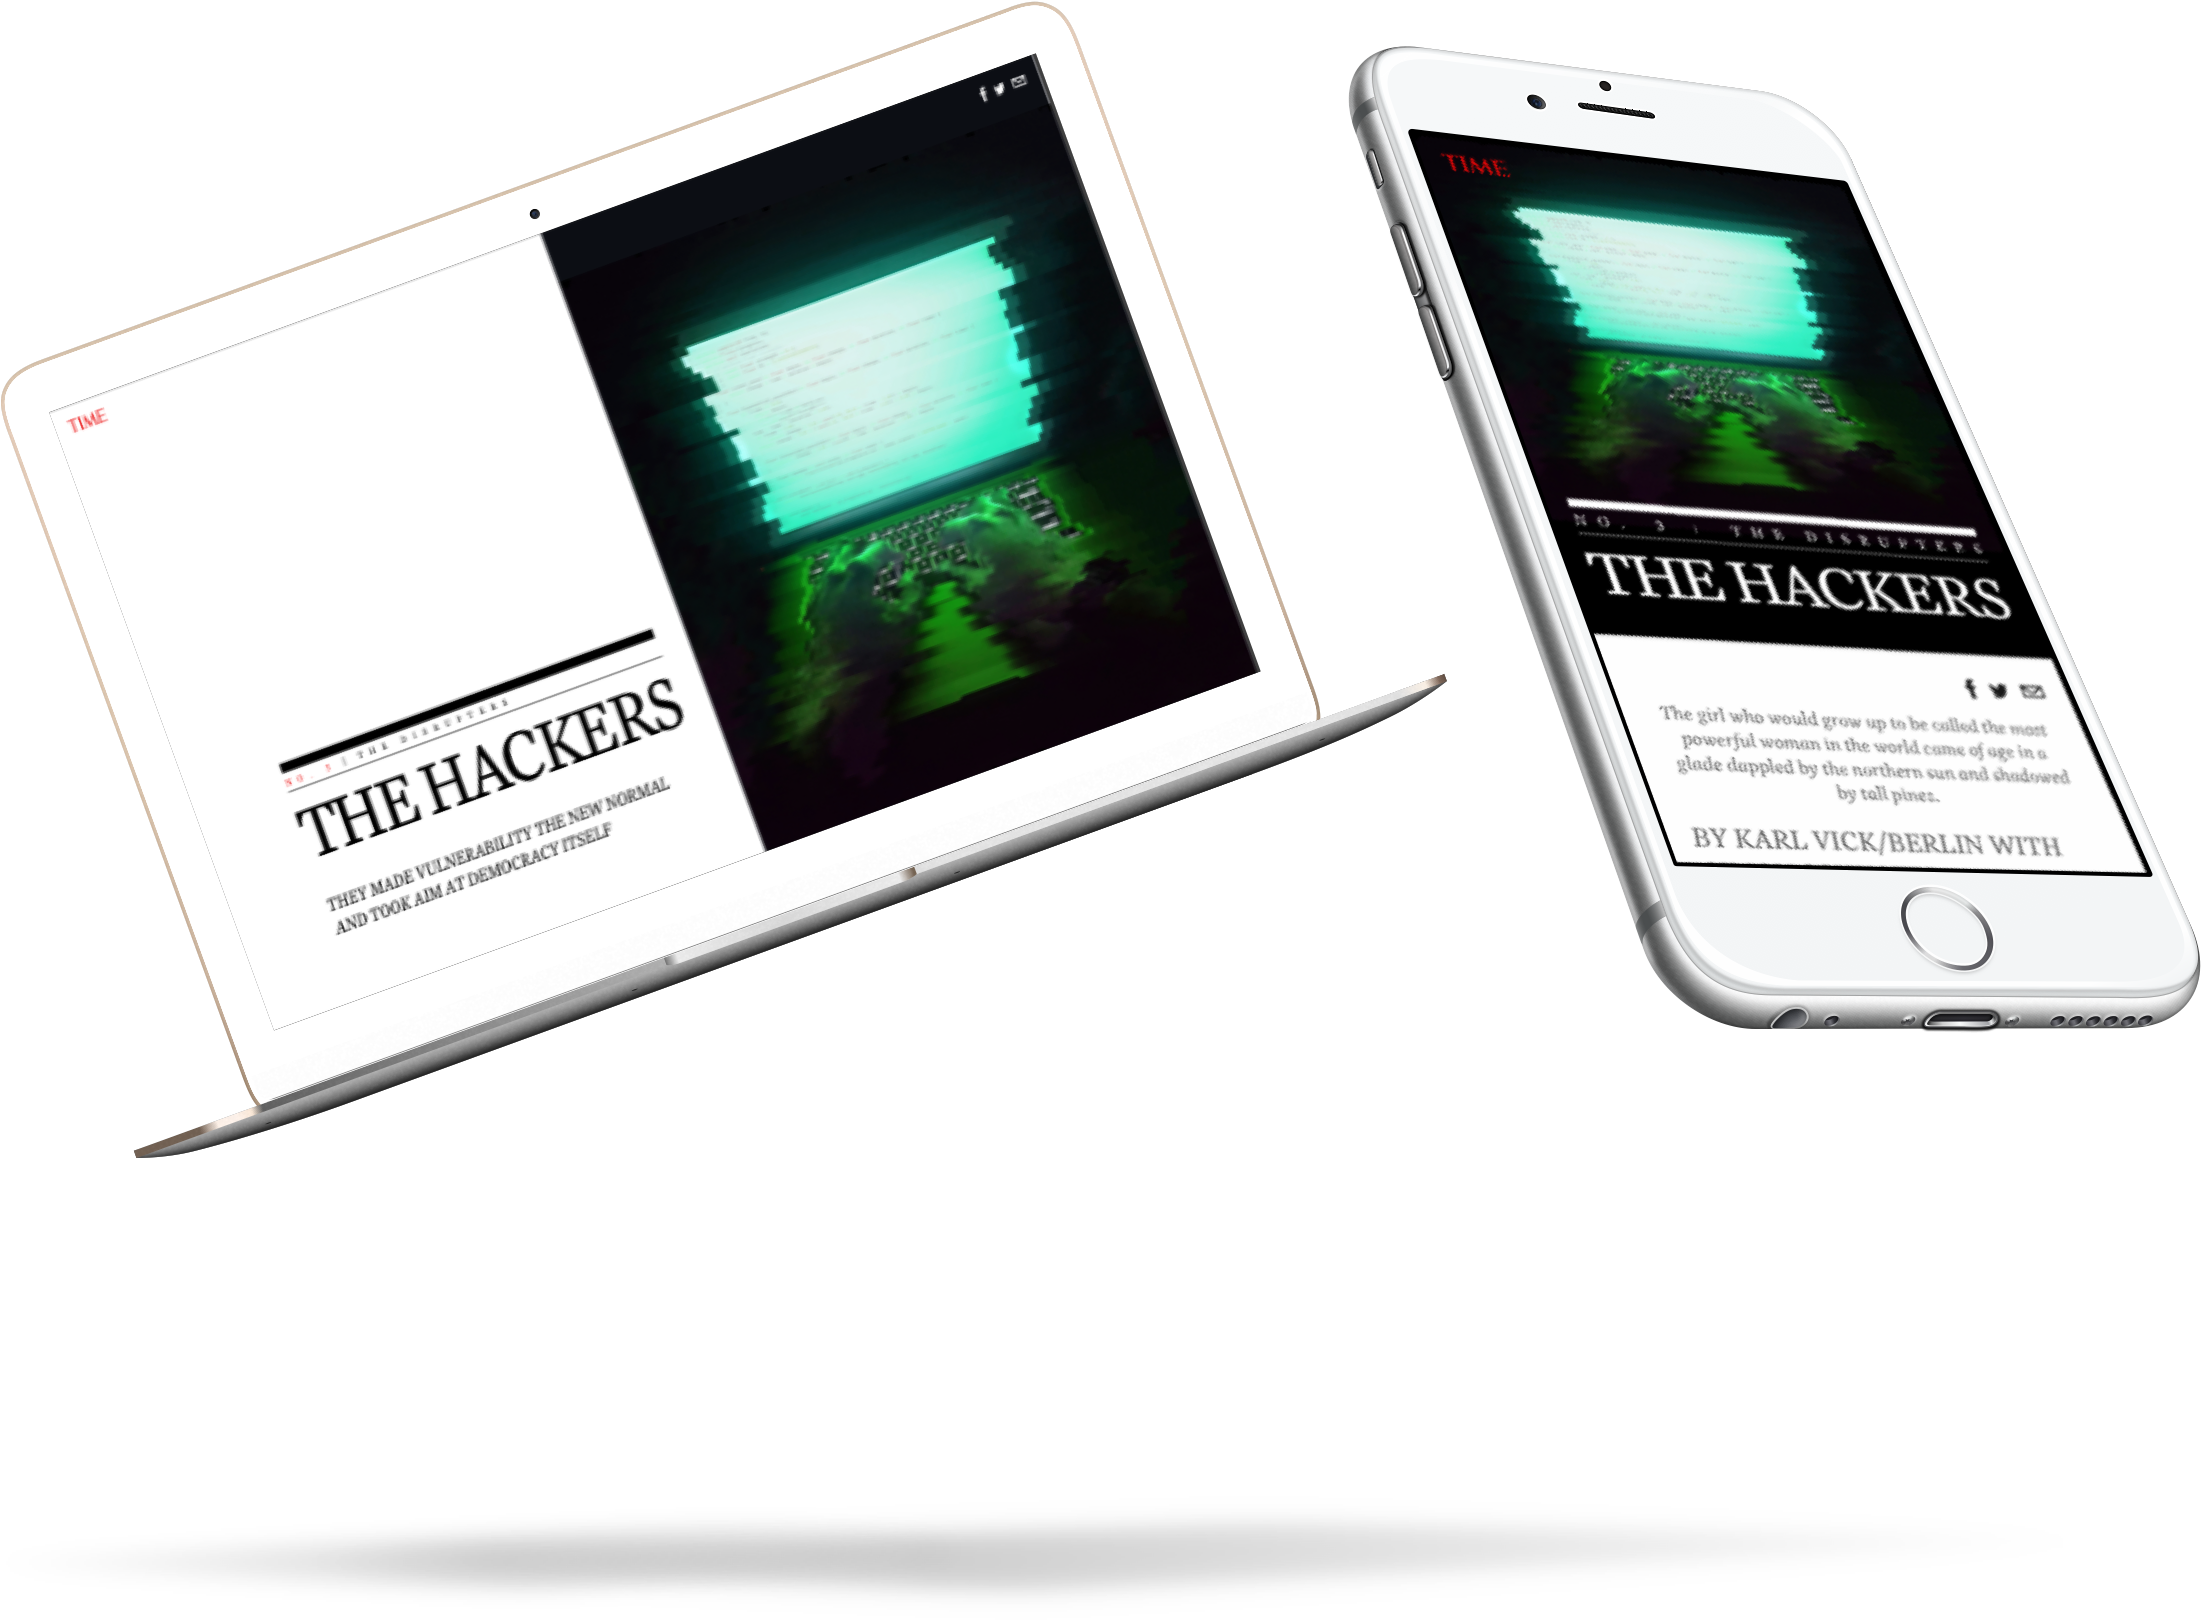 TIME
NO. 3 | THE DISRUPTERS
THE HACKERS
THEY MADE VULNERABILITY THE NEW NORMAL
AND TOOK AIM AT DEMOCRACY ITSELF
TIME
NO. 3 | THE DISRUPTERS
THE HACKERS
The girl who would grow up to be called the most
powerful woman in the world came of age in a
glade dappled by the northern sun and shadowed
by tall pines.
BY KARL VICK/BERLIN WITH